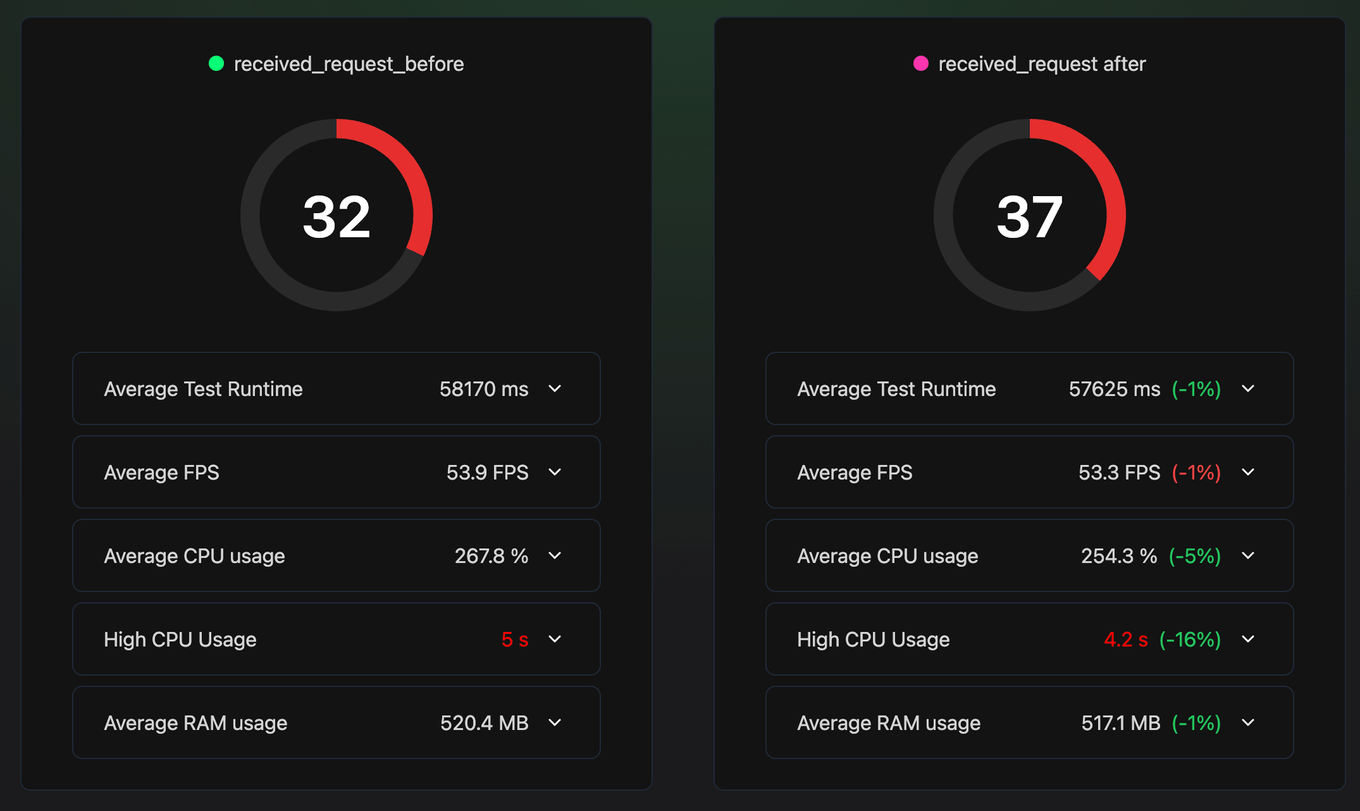 received_request_before
32
Average Test Runtime 58170 ms
Average FPS 53.9 FPS
Average CPU usage 267.8 %
High CPU Usage 5 s
Average RAM usage 520.4 MB
received_request after
37
Average Test Runtime 57625 ms (-1%)
Average FPS 53.3 FPS (-1%)
Average CPU usage 254.3 % (-5%)
High CPU Usage 4.2 s (-16%)
Average RAM usage 517.1 MB (-1%)